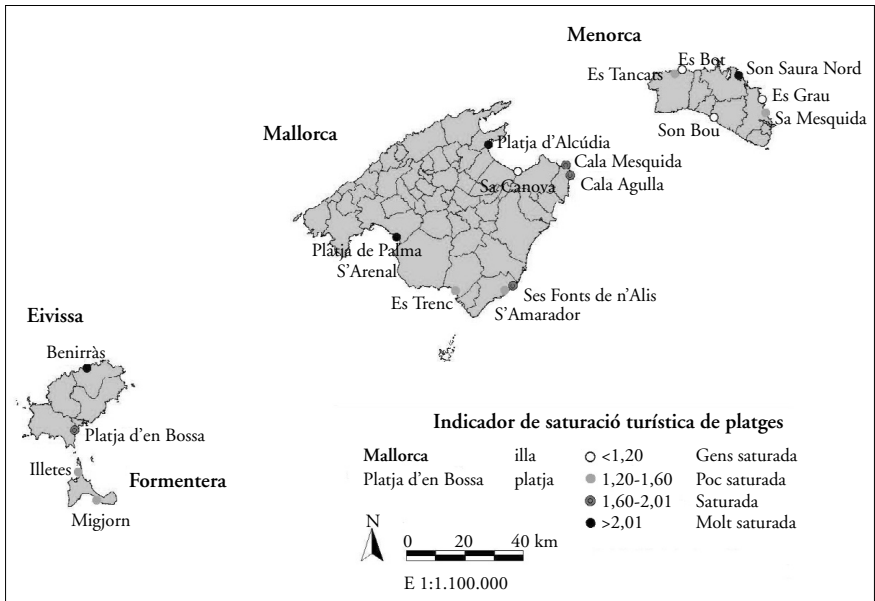 Menorca
Es Bot
Es Tancars
Son Saura Nord
Es Grau
Son Bou
Sa Mesquida
Mallorca
Platja d'Alcúdia
Cala Mesquida
Sa Canova
Cala Agulla
Platja de Palma
S'Arenal
Es Trenc
Ses Fonts de n'Alis
S'Amarador
Eivissa
Benirràs
Platja d'en Bossa
Illetes
Formentera
Migjorn
Indicador de saturació turística de platges
Mallorca illa <1,20 Gens saturada
Platja d'en Bossa platja 1,20-1,60 Poc saturada
1,60-2,01 Saturada
>2,01 Molt saturada
N
0 20 40 km
E 1:1.100.000